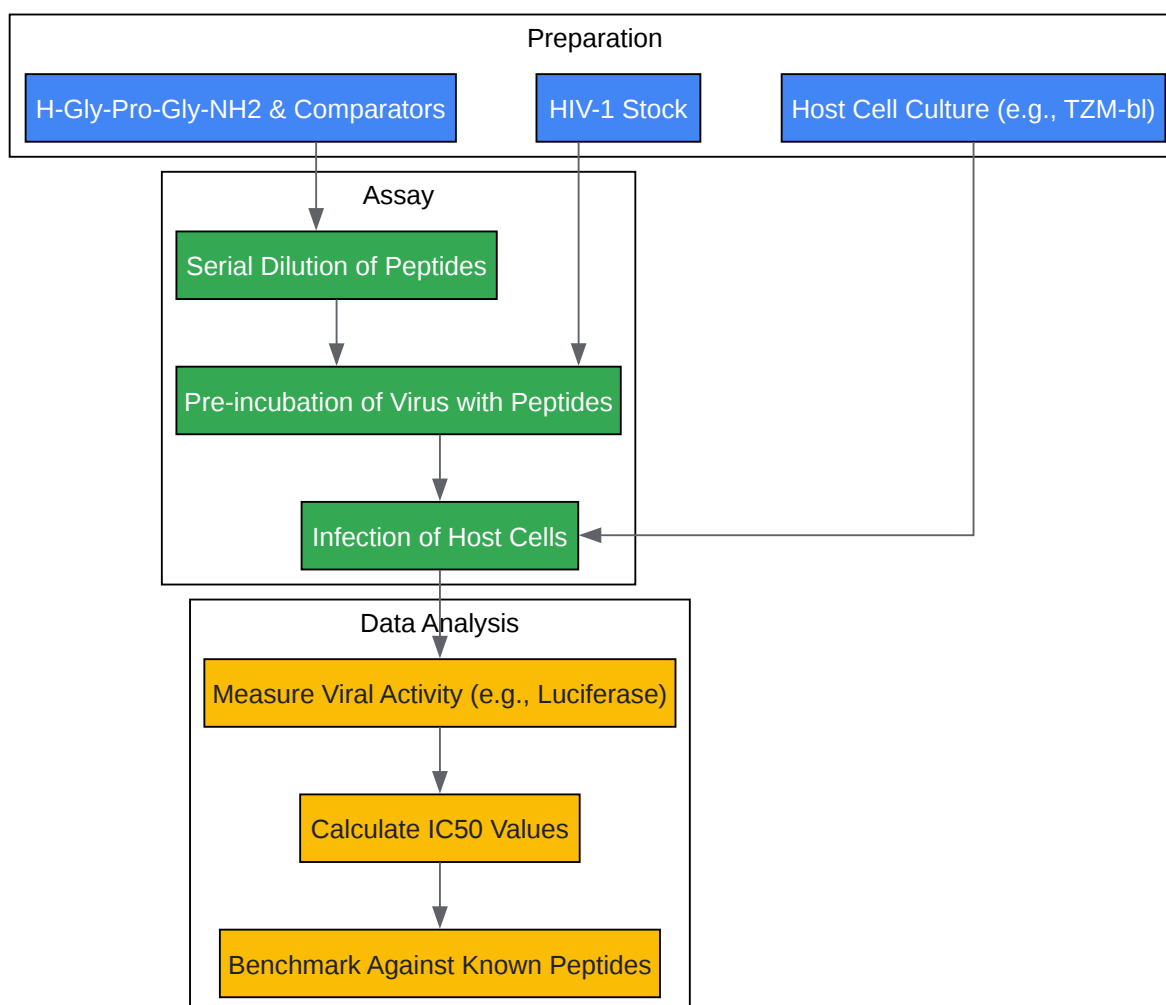 Preparation
H-Gly-Pro-Gly-NH2 & Comparators
HIV-1 Stock
Host Cell Culture (e.g., TZM-bl)
Assay
Serial Dilution of Peptides
Pre-incubation of Virus with Peptides
Infection of Host Cells
Data Analysis
Measure Viral Activity (e.g., Luciferase)
Calculate IC50 Values
Benchmark Against Known Peptides